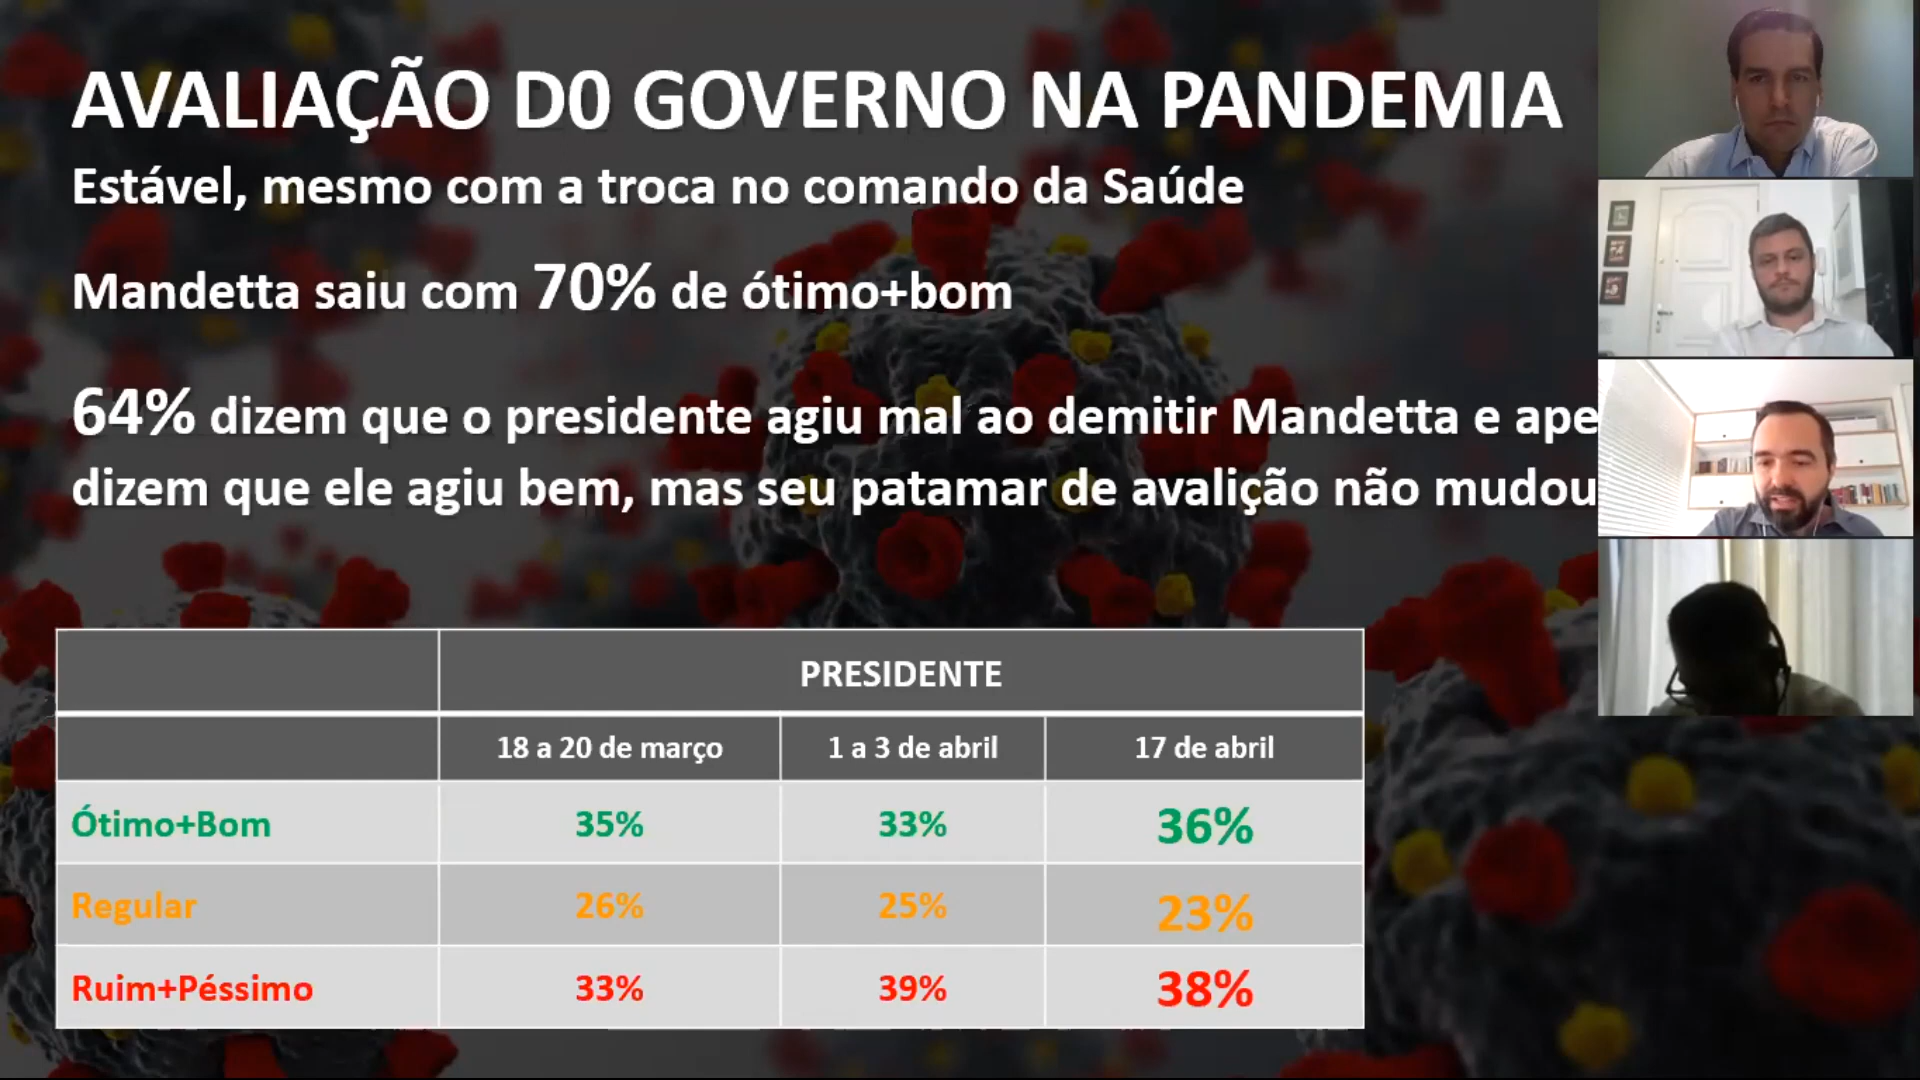 AVALIAÇÃO D0 GOVERNO NA PANDEMIA
Estável, mesmo com a troca no comando da Saúde
Mandetta saiu com 70% de ótimo+bom
64% dizem que o presidente agiu mal ao demitir Mandetta e ape
dizem que ele agiu bem, mas seu patamar de avalição não mudou
PRESIDENTE
18 a 20 de março 1 a 3 de abril 17 de abril
Ótimo+Bom 35% 33% 36%
Regular 26% 25% 23%
Ruim+Péssimo 33% 39% 38%